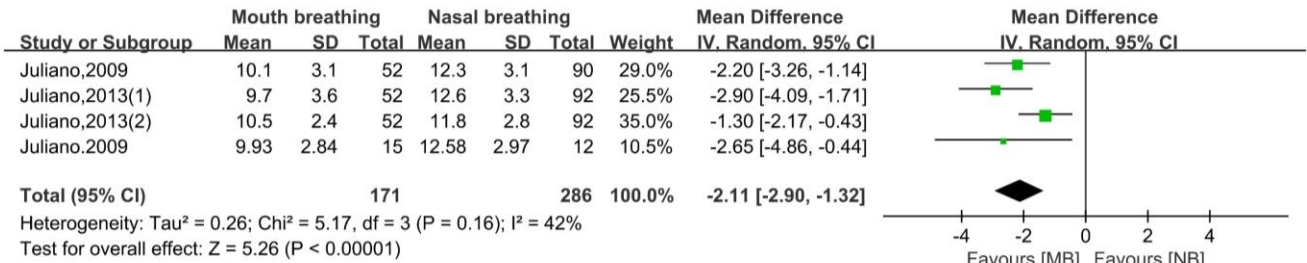 Mouth breathing Nasal breathing Mean Difference Mean Difference
Study or Subgroup Mean SD Total Mean SD Total Weight IV, Random, 95% CI IV, Random, 95% CI
Juliano,2009 10.1 3.1 52 12.3 3.1 90 29.0% -2.20 [-3.26, -1.14]
Juliano,2013(1) 9.7 3.6 52 12.6 3.3 92 25.5% -2.90 [-4.09, -1.71]
Juliano,2013(2) 10.5 2.4 52 11.8 2.8 92 35.0% -1.30 [-2.17, -0.43]
Juliano.2009 9.93 2.84 15 12.58 2.97 12 10.5% -2.65 [-4.86, -0.44]
Total (95% CI) 171 286 100.0% -2.11 [-2.90, -1.32]
Heterogeneity: Tau² = 0.26; Chi² = 5.17, df = 3 (P = 0.16); I² = 42%
Test for overall effect: Z = 5.26 (P < 0.00001)
-4 -2 0 2 4
Favours [MB] Favours [NB]